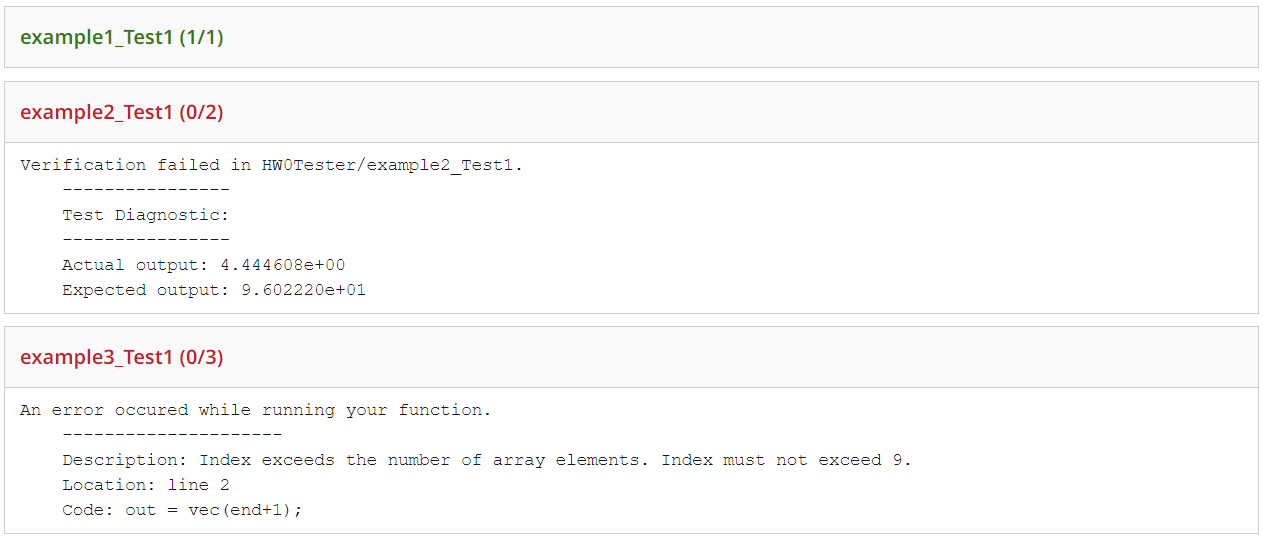 example1_Test1 (1/1)
example2_Test1 (0/2)
Verification failed in HW0Tester/example2_Test1.
----------------
Test Diagnostic:
----------------
Actual output: 4.444608e+00
Expected output: 9.602220e+01
example3_Test1 (0/3)
An error occured while running your function.
---------------------
Description: Index exceeds the number of array elements. Index must not exceed 9.
Location: line 2
Code: out = vec(end+1);